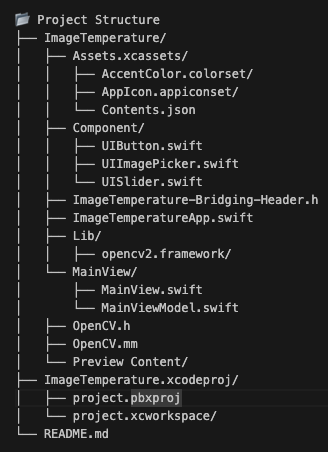 📂 Project Structure
├── ImageTemperature/
│   ├── Assets.xcassets/
│   │   ├── AccentColor.colorset/
│   │   ├── AppIcon.appiconset/
│   │   └── Contents.json
│   ├── Component/
│   │   ├── UIButton.swift
│   │   ├── UIImagePicker.swift
│   │   └── UISlider.swift
│   ├── ImageTemperature-Bridging-Header.h
│   ├── ImageTemperatureApp.swift
│   ├── Lib/
│   │   ├── opencv2.framework/
│   └── MainView/
│   │   ├── MainView.swift
│   │   └── MainViewModel.swift
│   ├── OpenCV.h
│   ├── OpenCV.mm
│   └── Preview Content/
├── ImageTemperature.xcodeproj/
│   ├── project.pbxproj
│   └── project.xcworkspace/
└── README.md